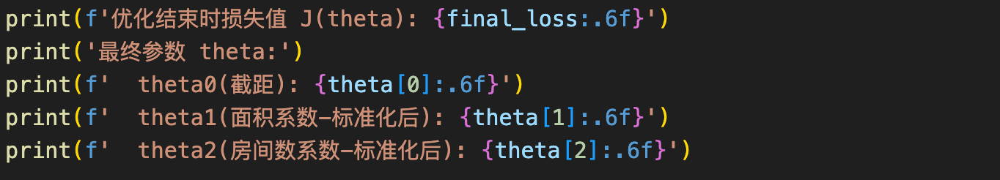 print(f'优化结束时损失值 J(theta): {final_loss:.6f}')
print('最终参数 theta:')
print(f'  theta0(截距): {theta[0]:.6f}')
print(f'  theta1(面积系数-标准化后): {theta[1]:.6f}')
print(f'  theta2(房间数系数-标准化后): {theta[2]:.6f}')